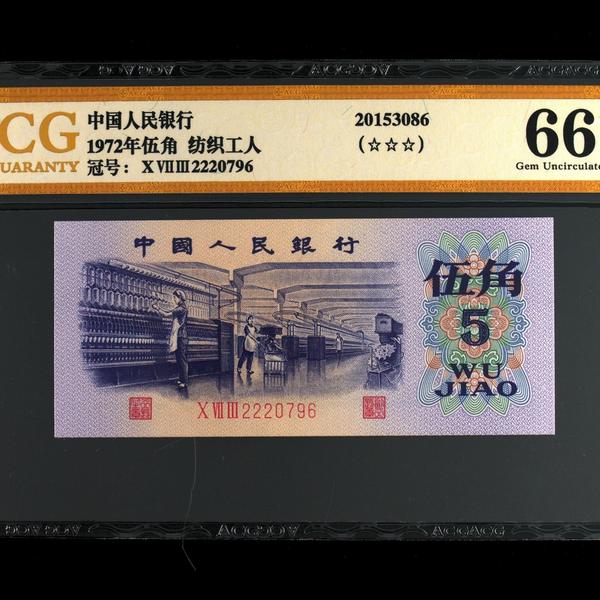 CG
UARANTY
中国人民银行
1972年伍角 纺织工人
冠号：X VII III 2220796
20153086
(☆☆☆)
66
Gem Uncirculate
中國人民銀行
伍角
5
WU
JIAO
X VII III 2220796
ACCACG